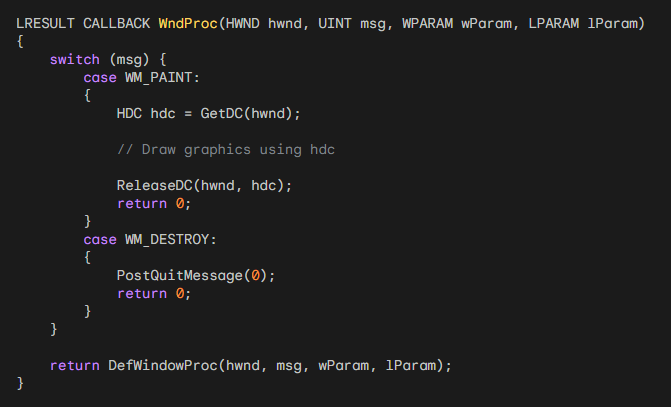 LRESULT CALLBACK WndProc(HWND hwnd, UINT msg, WPARAM wParam, LPARAM lParam)
{
    switch (msg) {
        case WM_PAINT:
        {
            HDC hdc = GetDC(hwnd);

            // Draw graphics using hdc

            ReleaseDC(hwnd, hdc);
            return 0;
        }
        case WM_DESTROY:
        {
            PostQuitMessage(0);
            return 0;
        }
    }

    return DefWindowProc(hwnd, msg, wParam, lParam);
}